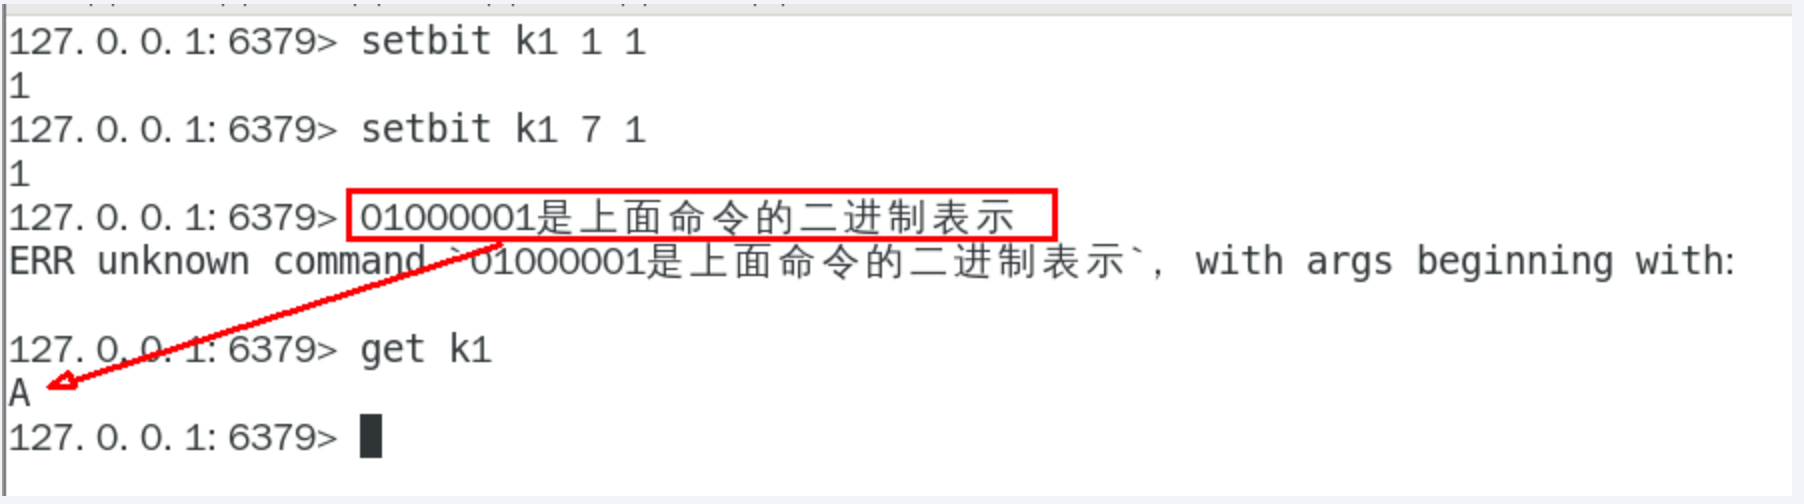 127.0.0.1:6379> setbit k1 1 1
1
127.0.0.1:6379> setbit k1 7 1
1
127.0.0.1:6379> 01000001是上面命令的二进制表示
ERR unknown command `01000001是上面命令的二进制表示`, with args beginning with:
127.0.0.1:6379> get k1
A
127.0.0.1:6379>